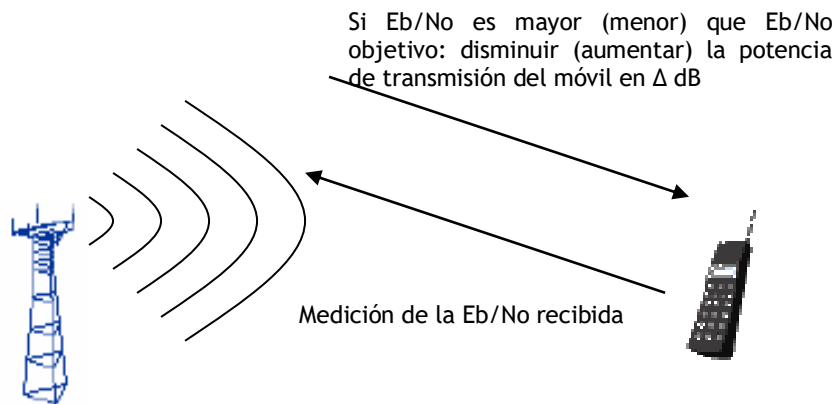 Si Eb/No es mayor (menor) que Eb/No
objetivo: disminuir (aumentar) la potencia
de transmisión del móvil en Δ dB
Medición de la Eb/No recibida